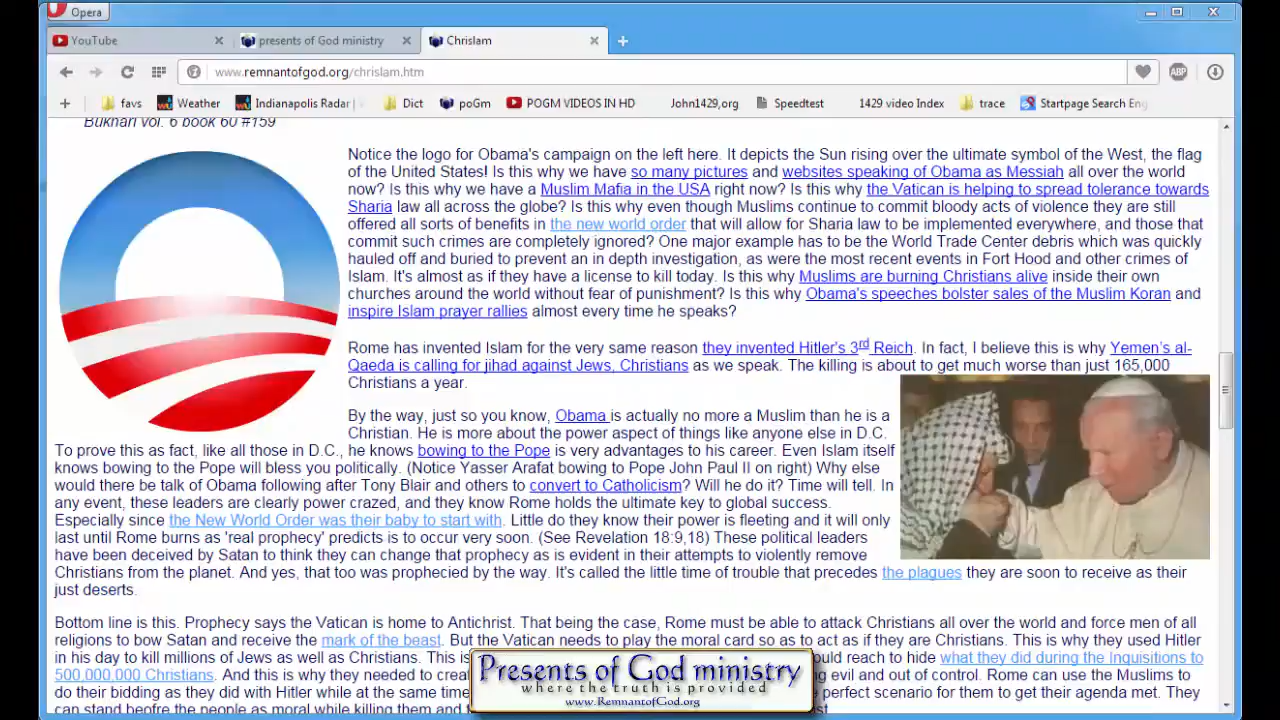 Opera
YouTube
presents of God ministry
Chrislam
www.remnantofgod.org/chrislam.htm
ABP
favs
Weather
Indianapolis Radar |
Dict
poGm
POGM VIDEOS IN HD
John1429,org
Speedtest
1429 video Index
trace
Startpage Search Eng
Bukhari vol. 6 book 60 #159
Notice the logo for Obama's campaign on the left here. It depicts the Sun rising over the ultimate symbol of the West, the flag
of the United States! Is this why we have so many pictures and websites speaking of Obama as Messiah all over the world
now? Is this why we have a Muslim Mafia in the USA right now? Is this why the Vatican is helping to spread tolerance towards
Sharia law all across the globe? Is this why even though Muslims continue to commit bloody acts of violence they are still
offered all sorts of benefits in the new world order that will allow for Sharia law to be implemented everywhere, and those that
commit such crimes are completely ignored? One major example has to be the World Trade Center debris which was quickly
hauled off and buried to prevent an in depth investigation, as were the most recent events in Fort Hood and other crimes of
Islam. It's almost as if they have a license to kill today. Is this why Muslims are burning Christians alive inside their own
churches around the world without fear of punishment? Is this why Obama's speeches bolster sales of the Muslim Koran and
inspire Islam prayer rallies almost every time he speaks?
Rome has invented Islam for the very same reason they invented Hitler's 3rd Reich. In fact, I believe this is why Yemen's al-
Qaeda is calling for jihad against Jews, Christians as we speak. The killing is about to get much worse than just 165,000
Christians a year.
By the way, just so you know, Obama is actually no more a Muslim than he is a
Christian. He is more about the power aspect of things like anyone else in D.C.
To prove this as fact, like all those in D.C., he knows bowing to the Pope is very advantages to his career. Even Islam itself
knows bowing to the Pope will bless you politically. (Notice Yasser Arafat bowing to Pope John Paul II on right) Why else
would there be talk of Obama following after Tony Blair and others to convert to Catholicism? Will he do it? Time will tell. In
any event, these leaders are clearly power crazed, and they know Rome holds the ultimate key to global success.
Especially since the New World Order was their baby to start with. Little do they know their power is fleeting and it will only
last until Rome burns as 'real prophecy' predicts is to occur very soon. (See Revelation 18:9,18) These political leaders
have been deceived by Satan to think they can change that prophecy as is evident in their attempts to violently remove
Christians from the planet. And yes, that too was prophecied by the way. It's called the little time of trouble that precedes the plagues they are soon to receive as their
just deserts.
Bottom line is this. Prophecy says the Vatican is home to Antichrist. That being the case, Rome must be able to attack Christians all over the world and force men of all
religions to bow Satan and receive the mark of the beast. But the Vatican needs to play the moral card so as to act as if they are Christians. This is why they used Hitler
in his day to kill millions of Jews as well as Christians. This is ould reach to hide what they did during the Inquisitions to
500,000,000 Christians. And this is why they needed to crea ng evil and out of control. Rome can use the Muslims to
do their bidding as they did with Hitler while at the same time perfect scenario for them to get their agenda met. They
can stand beofre the people as moral while killing them and
Presents of God ministry
where the truth is provided
www.RemnantofGod.org